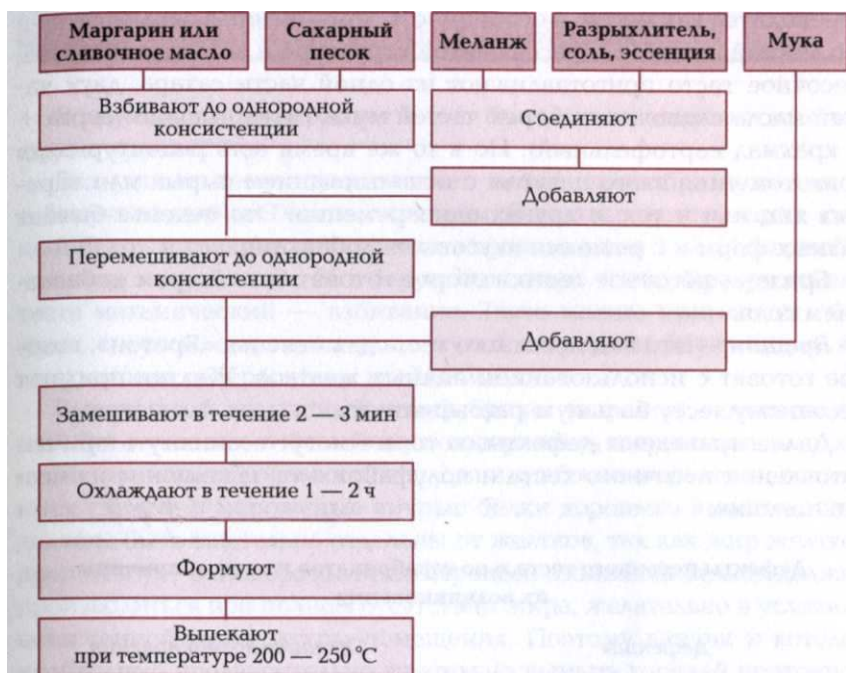 Маргарин или
сливочное масло
Сахарный
песок
Меланж
Разрыхлитель,
соль, эссенция
Мука
Взбивают до однородной
консистенции
Соединяют
Добавляют
Перемешивают до однородной
консистенции
Добавляют
Замешивают в течение 2 — 3 мин
Охлаждают в течение 1 — 2 ч
Формуют
Выпекают
при температуре 200 — 250 °С